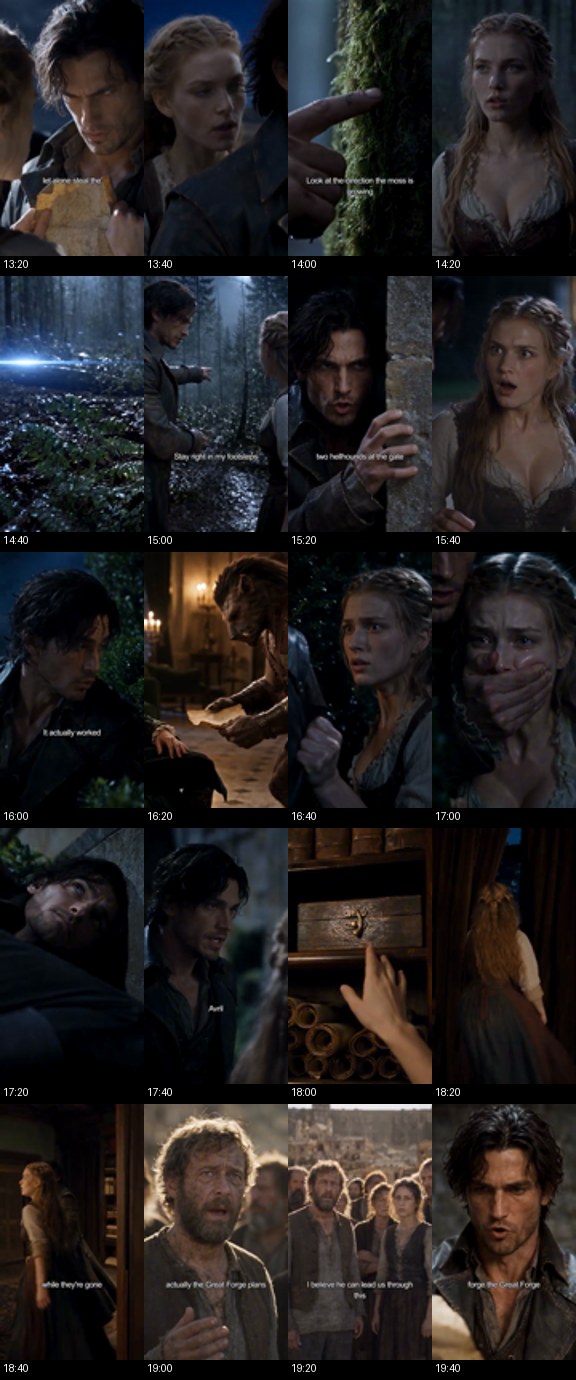 let alone steal the
13:20
13:40
Look at the direction the moss is
growing
14:00
14:20
14:40
Stay right in my footsteps
15:00
two hellhounds at the gate
15:20
15:40
It actually worked
16:00
16:20
16:40
17:00
17:20
Avril
17:40
18:00
18:20
while they're gone
18:40
actually the Great Forge plans
19:00
I believe he can lead us through
this
19:20
forge the Great Forge
19:40